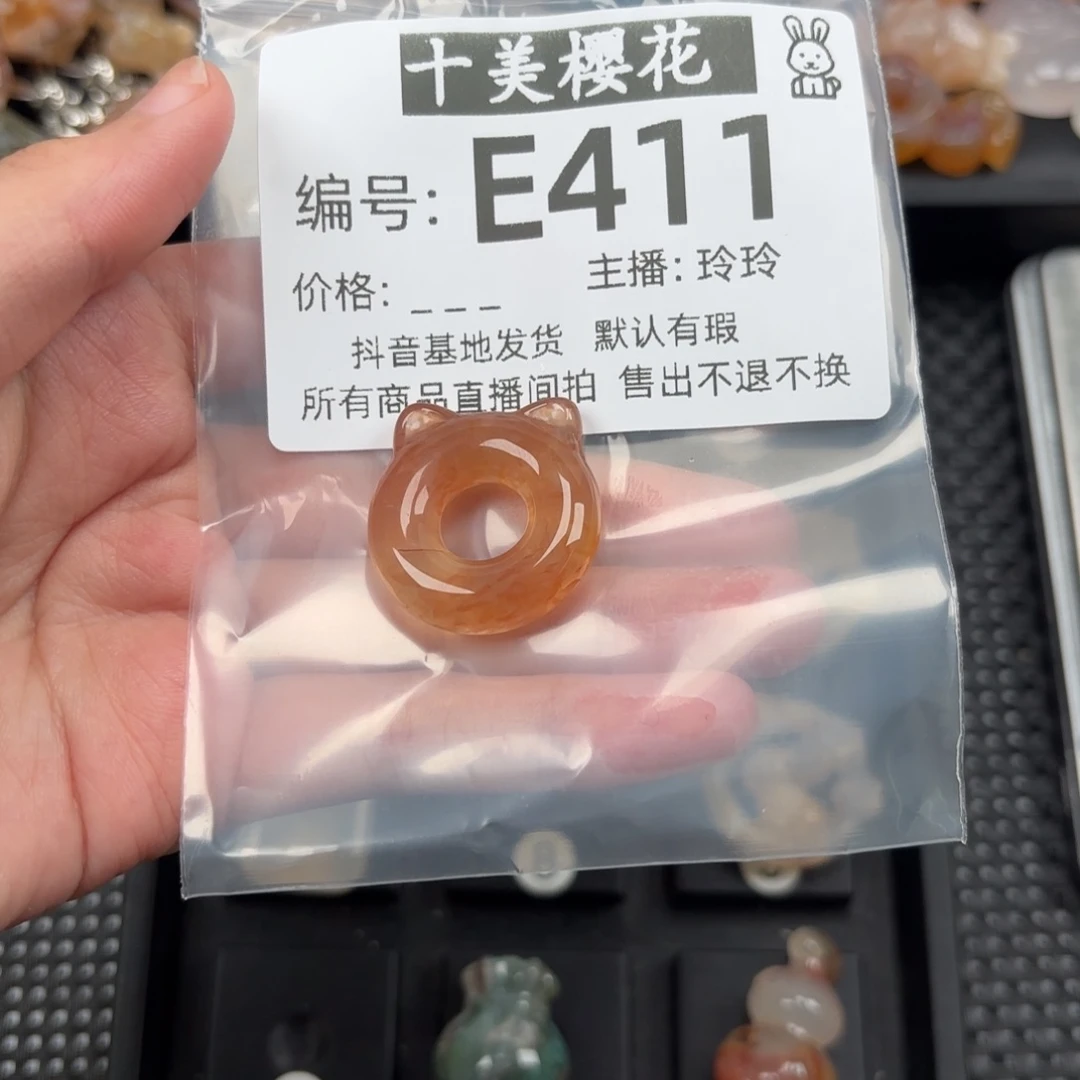 十美樱花
编号: E411
价格: _ _ _ 主播: 玲玲
抖音基地发货 默认有瑕
所有商品直播间拍 售出不退不换